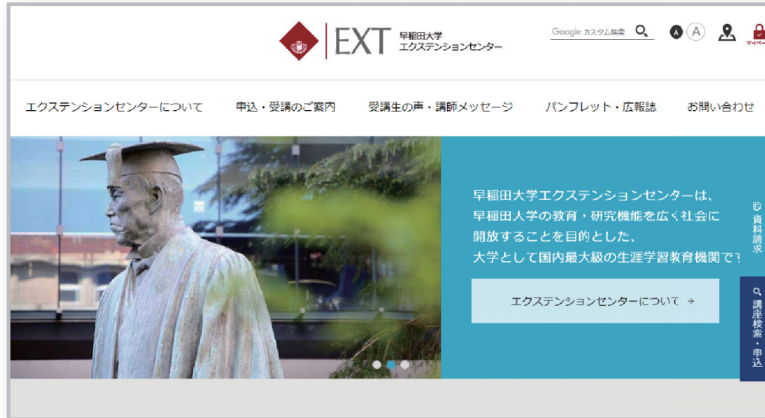 EXT
早稲田大学
エクステンションセンター
Google カスタム検索
A
A
マイペー
エクステンションセンターについて
申込・受講のご案内
受講生の声・講師メッセージ
パンフレット・広報誌
お問い合わせ
早稲田大学エクステンションセンターは、
早稲田大学の教育・研究機能を広く社会に
開放することを目的とした、
大学として国内最大級の生涯学習教育機関です
エクステンションセンターについて →
資料請求
講座検索・申込